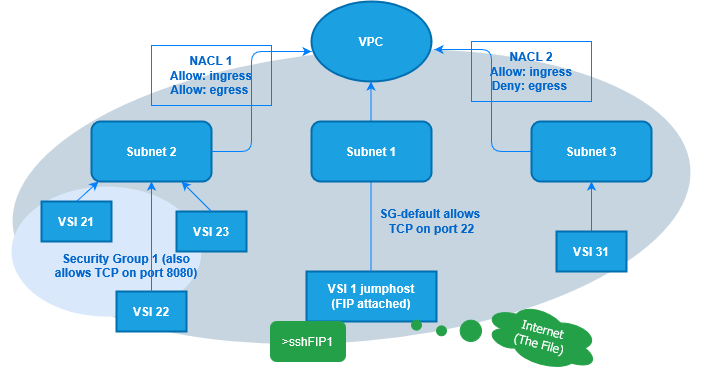 VPC
NACL 1
Allow: ingress
Allow: egress
NACL 2
Allow: ingress
Deny: egress
Subnet 2
Subnet 1
Subnet 3
VSI 21
VSI 23
SG-default allows
TCP on port 22
VSI 31
Security Group 1 (also
allows TCP on port 8080)
VSI 22
VSI 1 jumphost
(FIP attached)
>sshFIP1
Internet
(The File)